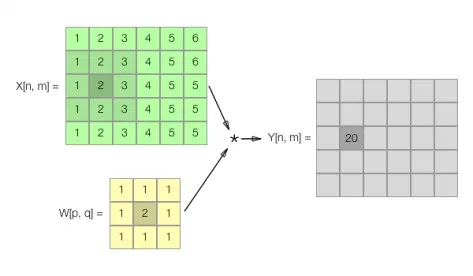 1 2 3 4 5 6
1 2 3 4 5 6
X[n, m] = 1 2 3 4 5 5
1 2 3 4 5 5
1 2 3 4 5 5
* Y[n, m] = 20
1 1 1
W[p, q] = 1 2 1
1 1 1